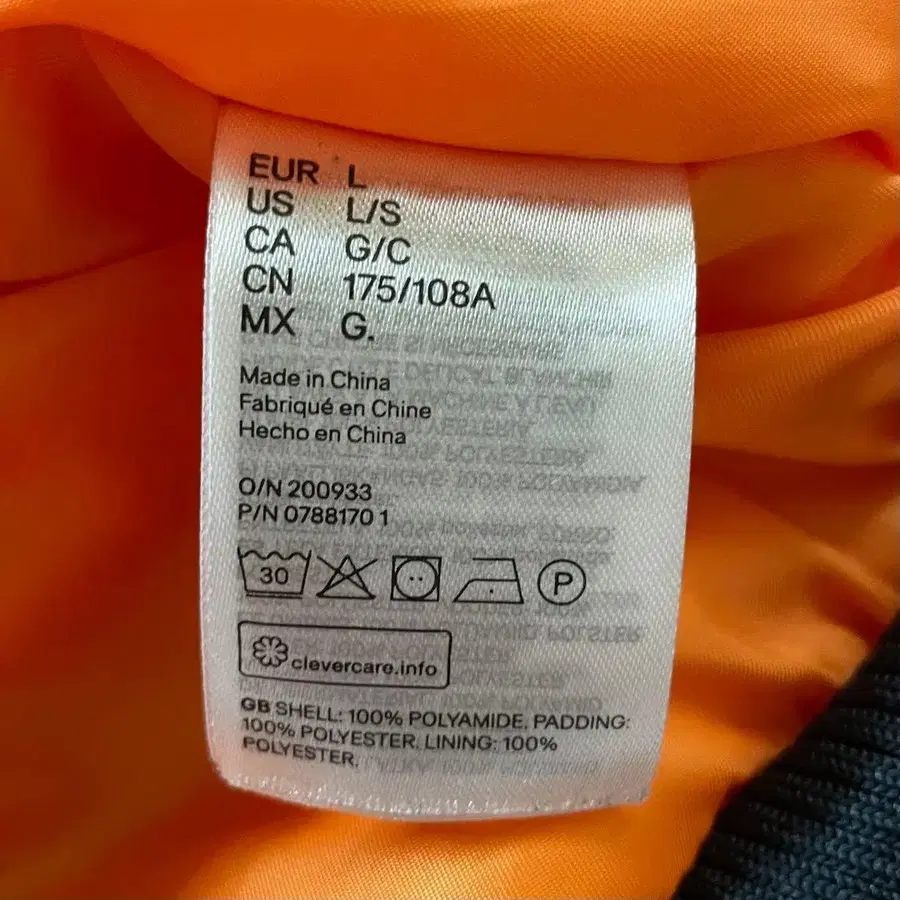 EUR L
US L/S
CA G/C
CN 175/108A
MX G.
Made in China
Fabriqué en Chine
Hecho en China
O/N 200933
P/N 0788170 1
30 P
clevercare.info
GB SHELL: 100% POLYAMIDE. PADDING:
100% POLYESTER. LINING: 100%
POLYESTER.